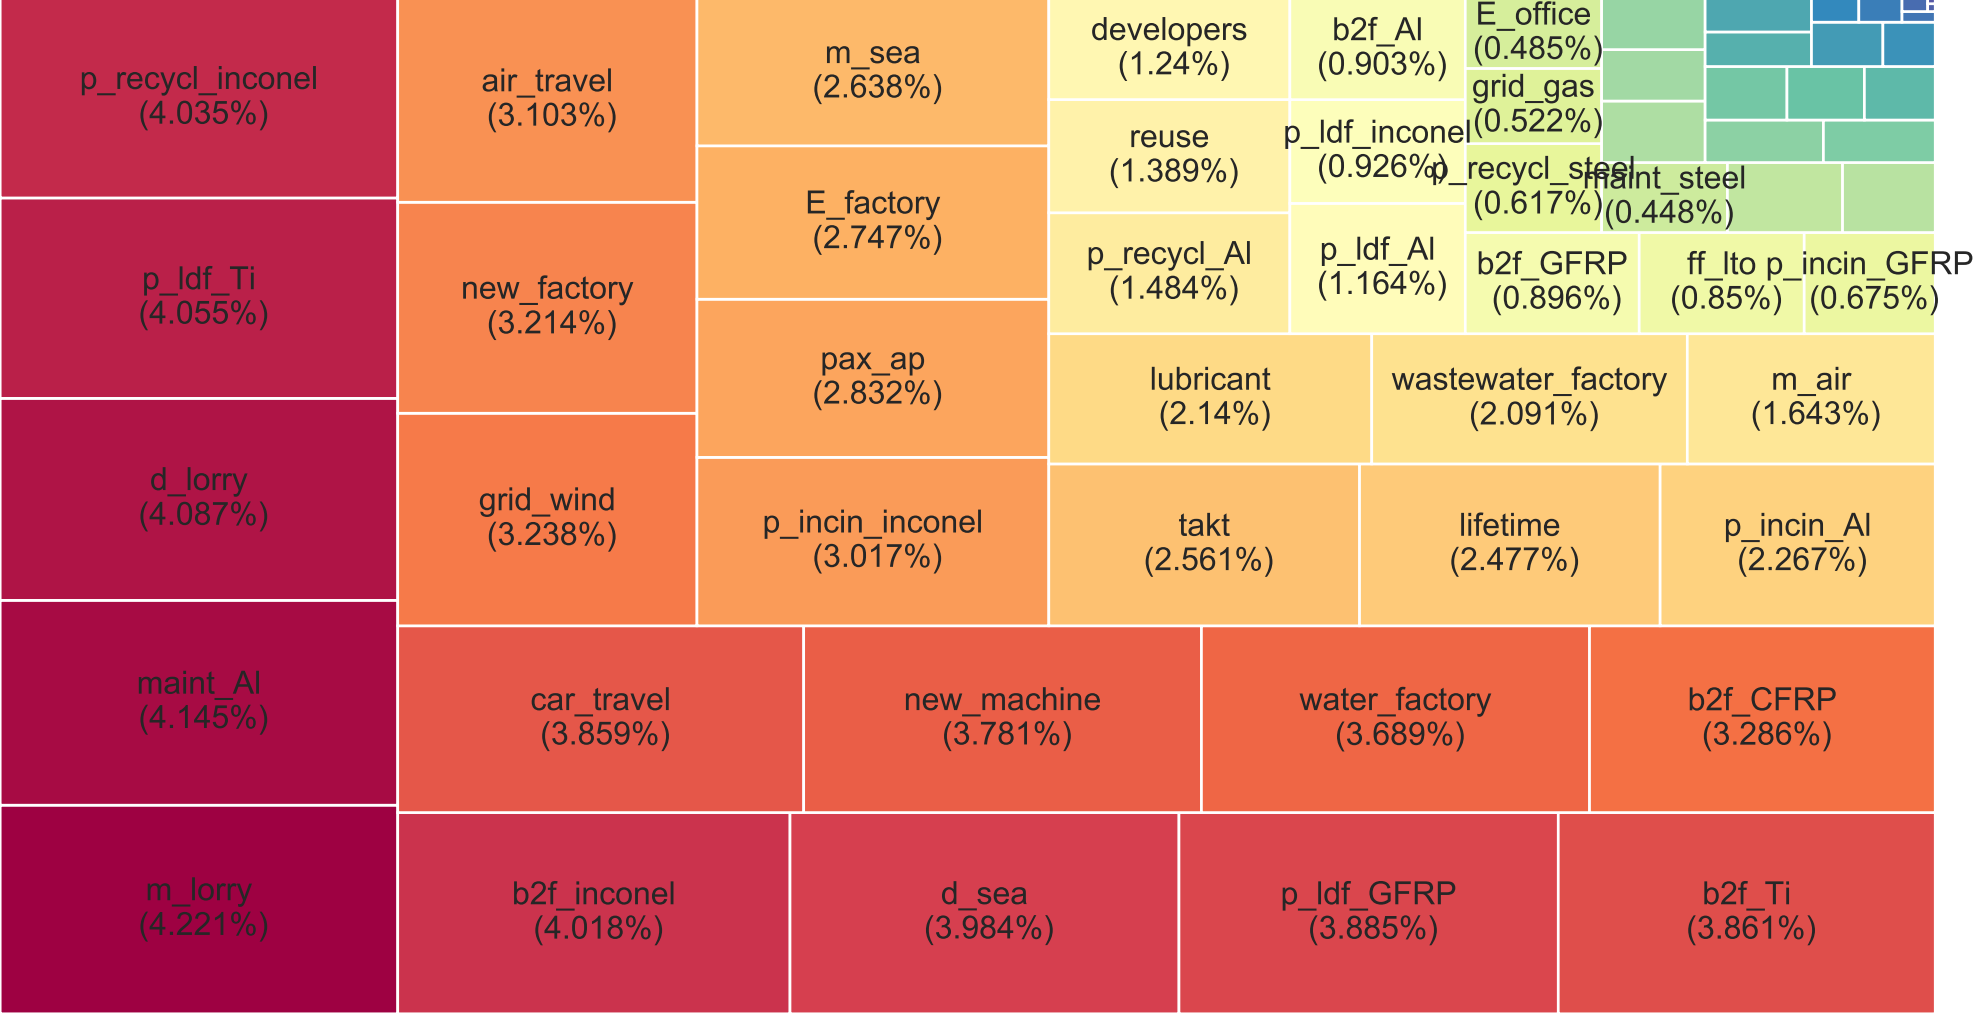 p_recycl_inconel
(4.035%)
p_ldf_Ti
(4.055%)
d_lorry
(4.087%)
maint_Al
(4.145%)
m_lorry
(4.221%)
air_travel
(3.103%)
new_factory
(3.214%)
grid_wind
(3.238%)
m_sea
(2.638%)
E_factory
(2.747%)
pax_ap
(2.832%)
p_incin_inconel
(3.017%)
developers
(1.24%)
reuse
(1.389%)
p_recycl_Al
(1.484%)
b2f_Al
(0.903%)
p_ldf_inconel
(0.926%)
p_ldf_Al
(1.164%)
E_office
(0.485%)
grid_gas
(0.522%)
p_recycl_steel
(0.617%)
maint_steel
(0.448%)
b2f_GFRP
(0.896%)
ff_lto
(0.85%)
p_incin_GFRP
(0.675%)
lubricant
(2.14%)
wastewater_factory
(2.091%)
m_air
(1.643%)
takt
(2.561%)
lifetime
(2.477%)
p_incin_Al
(2.267%)
car_travel
(3.859%)
new_machine
(3.781%)
water_factory
(3.689%)
b2f_CFRP
(3.286%)
b2f_inconel
(4.018%)
d_sea
(3.984%)
p_ldf_GFRP
(3.885%)
b2f_Ti
(3.861%)